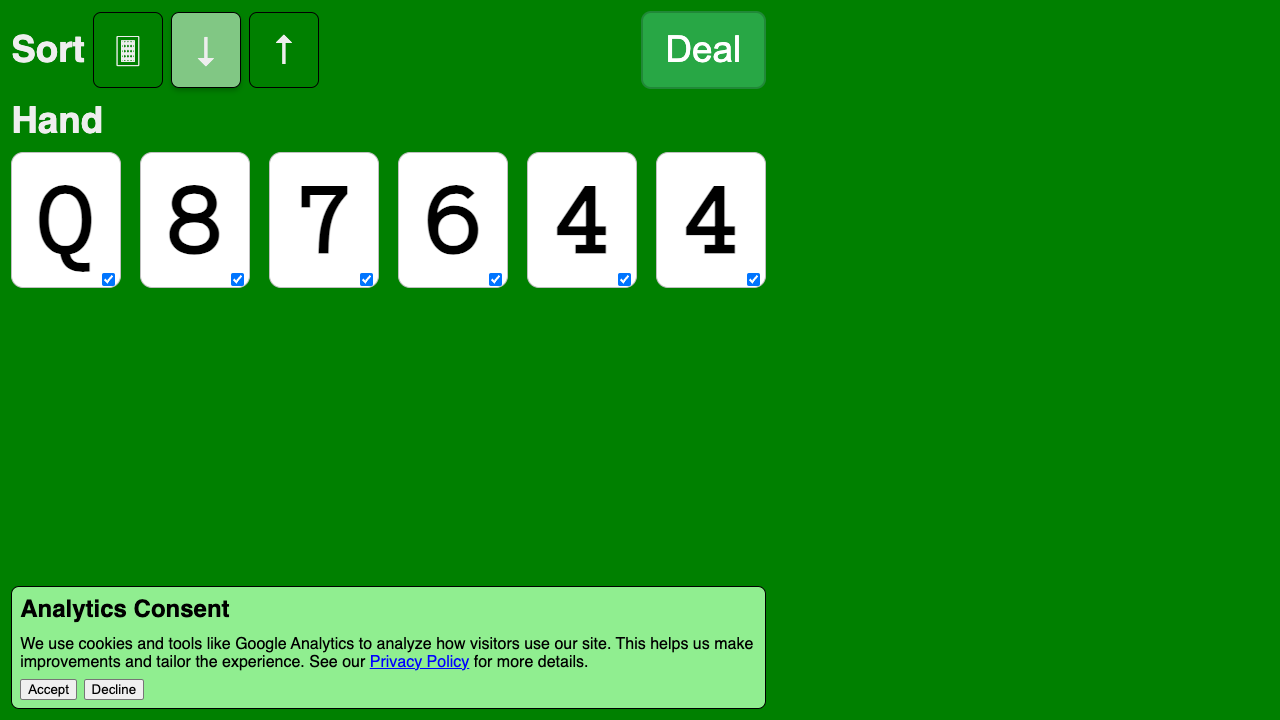 Sort 🂠 ↓ ↑ Deal
Hand
Q 8 7 6 4 4
Analytics Consent
We use cookies and tools like Google Analytics to analyze how visitors use our site. This helps us make
improvements and tailor the experience. See our Privacy Policy for more details.
Accept Decline